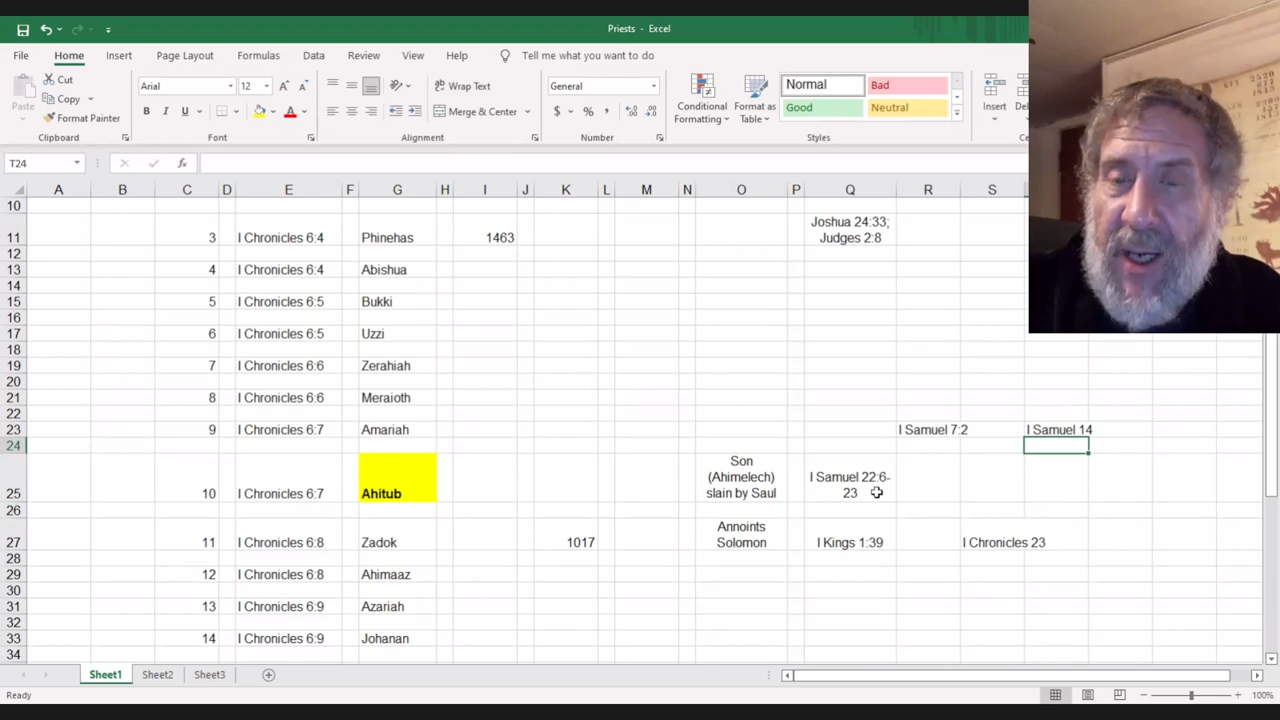 Priests - Excel
File Home Insert Page Layout Formulas Data Review View Help Tell me what you want to do
Cut
Copy
Format Painter
Paste
Clipboard
Arial 12
B I U
Font
Wrap Text
Merge & Center
Alignment
General
$ % ,
Number
Conditional Formatting
Format as Table
Normal Bad
Good Neutral
Styles
Insert
T24 fx
A B C D E F G H I J K L M N O P Q R S
10
11 3 I Chronicles 6:4 Phinehas 1463 Joshua 24:33;
Judges 2:8
12
13 4 I Chronicles 6:4 Abishua
14
15 5 I Chronicles 6:5 Bukki
16
17 6 I Chronicles 6:5 Uzzi
18
19 7 I Chronicles 6:6 Zerahiah
20
21 8 I Chronicles 6:6 Meraioth
22
23 9 I Chronicles 6:7 Amariah I Samuel 7:2 I Samuel 14
24
Son
(Ahimelech) I Samuel 22:6-
25 10 I Chronicles 6:7 Ahitub slain by Saul 23
26
Annoints
27 11 I Chronicles 6:8 Zadok 1017 Solomon I Kings 1:39 I Chronicles 23
28
29 12 I Chronicles 6:8 Ahimaaz
30
31 13 I Chronicles 6:9 Azariah
32
33 14 I Chronicles 6:9 Johanan
34
Sheet1 Sheet2 Sheet3
Ready 100%